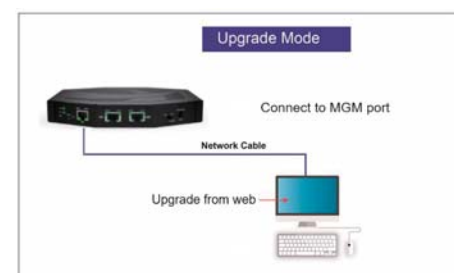 Upgrade Mode
Connect to MGM port
Network Cable
Upgrade from web